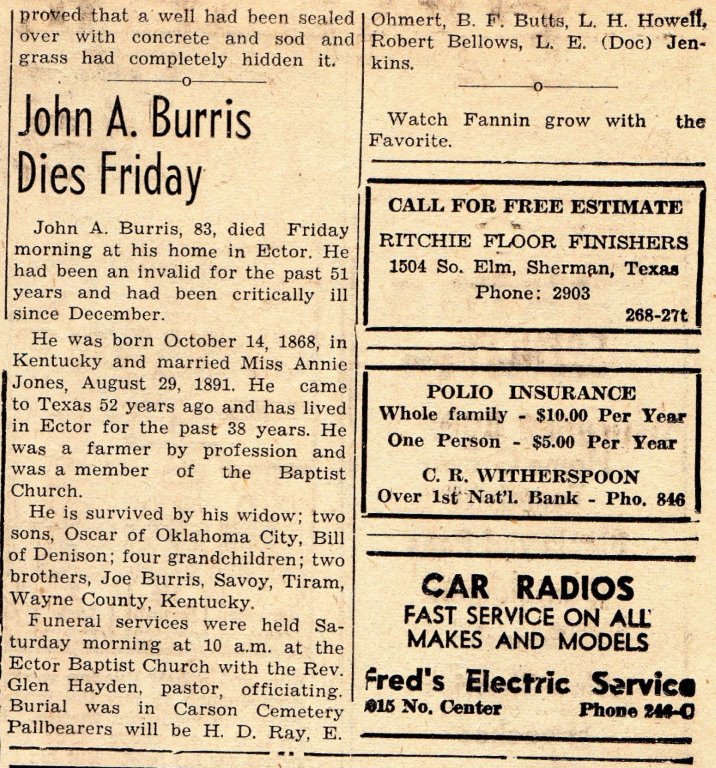 proved that a well had been sealed
over with concrete and sod and
grass had completely hidden it.
John A. Burris
Dies Friday
John A. Burris, 83, died Friday
morning at his home in Ector. He
had been an invalid for the past 51
years and had been critically ill
since December.
He was born October 14, 1868, in
Kentucky and married Miss Annie
Jones, August 29, 1891. He came
to Texas 52 years ago and has lived
in Ector for the past 38 years. He
was a farmer by profession and
was a member of the Baptist
Church.
He is survived by his widow; two
sons, Oscar of Oklahoma City, Bill
of Denison; four grandchildren; two
brothers, Joe Burris, Savoy, Tiram,
Wayne County, Kentucky.
Funeral services were held Sa-
turday morning at 10 a.m. at the
Ector Baptist Church with the Rev.
Glen Hayden, pastor, officiating.
Burial was in Carson Cemetery
Pallbearers will be H. D. Ray, E.
Ohmert, B. F. Butts, L. H. Howell,
Robert Bellows, L. E. (Doc) Jen-
kins.
Watch Fannin grow with the
Favorite.
CALL FOR FREE ESTIMATE
RITCHIE FLOOR FINISHERS
1504 So. Elm, Sherman, Texas
Phone: 2903
268-27t
POLIO INSURANCE
Whole family - $10.00 Per Year
One Person - $5.00 Per Year
C. R. WITHERSPOON
Over 1st Nat'l. Bank - Pho. 846
CAR RADIOS
FAST SERVICE ON ALL
MAKES AND MODELS
Fred's Electric Service
No. Center
Phone